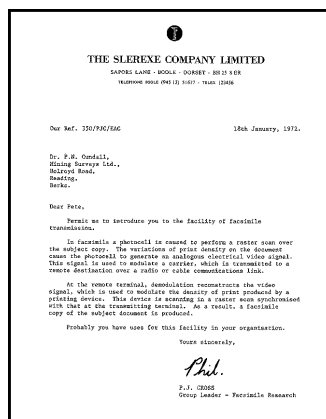 THE SLEREXE COMPANY LIMITED
SAPORS LANE - BOOLE - DORSET - BH 25 8 ER
TELEPHONE BOOLE (945 13) 51617 - TELEX 123456
Our Ref. 350/PJC/EAC 18th January, 1972.
Dr. P.N. Cundall,
Mining Surveys Ltd.,
Holroyd Road,
Reading,
Berks.
Dear Pete,
Permit me to introduce you to the facility of facsimile
transmission.
In facsimile a photocell is caused to perform a raster scan over
the subject copy. The variations of print density on the document
cause the photocell to generate an analogous electrical video signal.
This signal is used to modulate a carrier, which is transmitted to a
remote destination over a radio or cable communications link.
At the remote terminal, demodulation reconstructs the video
signal, which is used to modulate the density of print produced by a
printing device. This device is scanning in a raster scan synchronised
with that at the transmitting terminal. As a result, a facsimile
copy of the subject document is produced.
Probably you have uses for this facility in your organisation.
Yours sincerely,
Phil.
P.J. CROSS
Group Leader - Facsimile Research